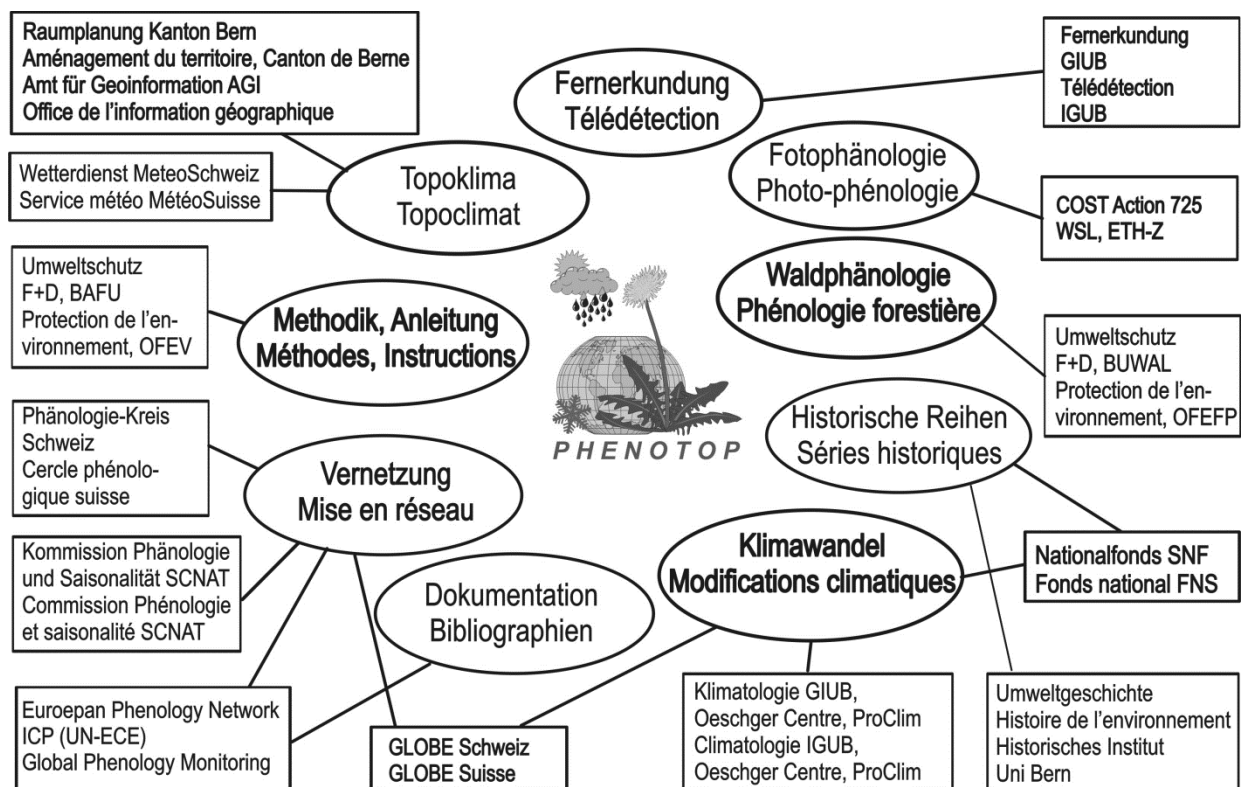 Raumplanung Kanton Bern
Aménagement du territoire, Canton de Berne
Amt für Geoinformation AGI
Office de l'information géographique
Fernerkundung
Télédétection
Fernerkundung
GIUB
Télédétection
IGUB
Wetterdienst MeteoSchweiz
Service météo MétéoSuisse
Topoklima
Topoclimat
Fotophänologie
Photo-phénologie
COST Action 725
WSL, ETH-Z
Umweltschutz
F+D, BAFU
Protection de l'en-
vironnement, OFEV
Methodik, Anleitung
Méthodes, Instructions
Waldphänologie
Phénologie forestière
Umweltschutz
F+D, BUWAL
Protection de l'en-
vironnement, OFEFP
PHENOTOP
Phänologie-Kreis
Schweiz
Cercle phénolo-
gique suisse
Vernetzung
Mise en réseau
Historische Reihen
Séries historiques
Kommission Phänologie
und Saisonalität SCNAT
Commission Phénologie
et saisonalité SCNAT
Dokumentation
Bibliographien
Klimawandel
Modifications climatiques
Nationalfonds SNF
Fonds national FNS
Euroepan Phenology Network
ICP (UN-ECE)
Global Phenology Monitoring
GLOBE Schweiz
GLOBE Suisse
Klimatologie GIUB,
Oeschger Centre, ProClim
Climatologie IGUB,
Oeschger Centre, ProClim
Umweltgeschichte
Histoire de l'environnement
Historisches Institut
Uni Bern